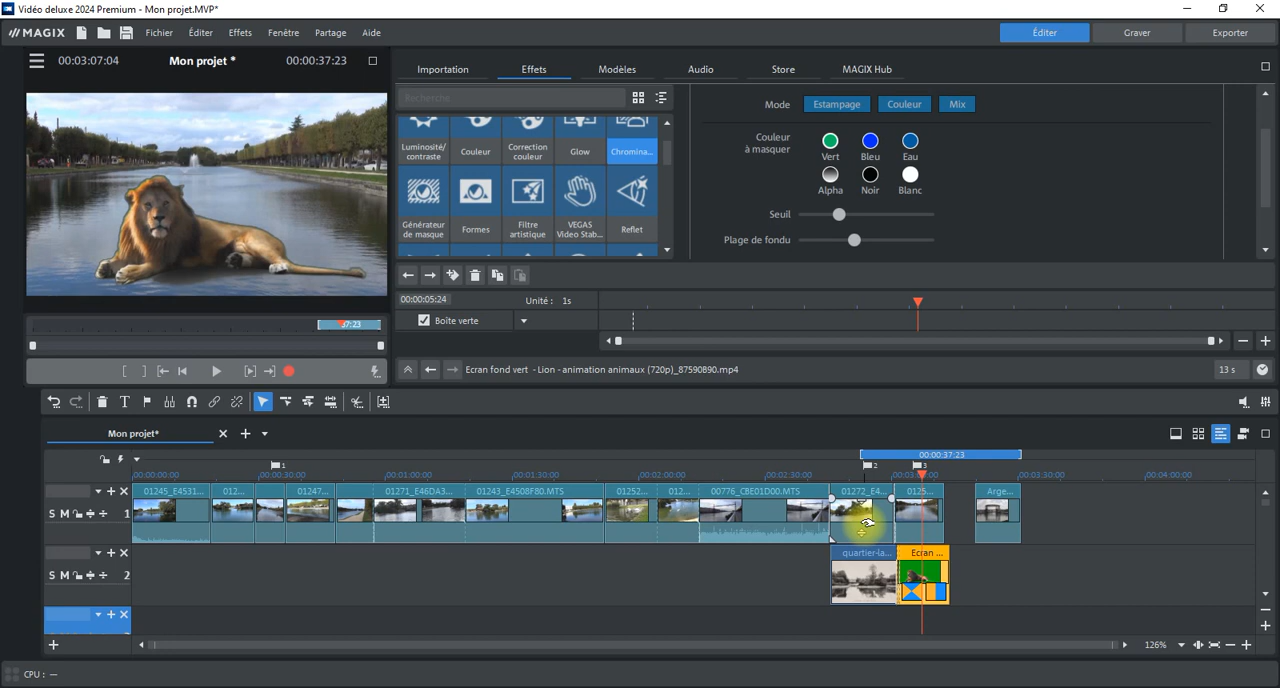 Vidéo deluxe 2024 Premium - Mon projet.MVP*
MAGIX Fichier Éditer Effets Fenêtre Partage Aide Éditer Graver Exporter
00:03:07:04 Mon projet * 00:00:37:23
Importation Effets Modèles Audio Store MAGIX Hub
Recherche
Mode Estampage Couleur Mix
Couleur à masquer
Vert Bleu Eau
Alpha Noir Blanc
Luminosité/ contraste Couleur Correction couleur Glow Chromina...
Seuil
Générateur de masque Formes Filtre artistique VEGAS Video Stab... Reflet
Plage de fondu
00:00:05:24 Unité : 1s
37:23
Boîte verte
Ecran fond vert - Lion - animation animaux (720p)_87590890.mp4 13 s
Mon projet*
00:00:37:23
1 2 3
00:00:00:00 00:00:30:00 00:01:00:00 00:01:30:00 00:02:00:00 00:02:30:00 00:03:30:00 00:04:00:00
01245_E4531... 012... 01247... 01271_E46DA3... 01243_E4508F80.MTS 01252... 012... 00776_CBE01D00.MTS 01272_E4... 0125... Arge...
S M 1
quartier-la... Ecran ...
S M 2
126%
CPU : —